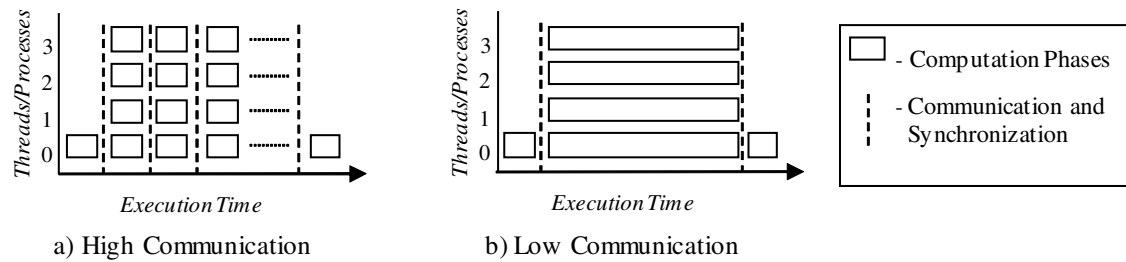 Threads/Processes
3
2
1
0
Execution Time
a) High Communication
Threads/Processes
3
2
1
0
Execution Time
b) Low Communication
- Computation Phases
- Communication and
Synchronization